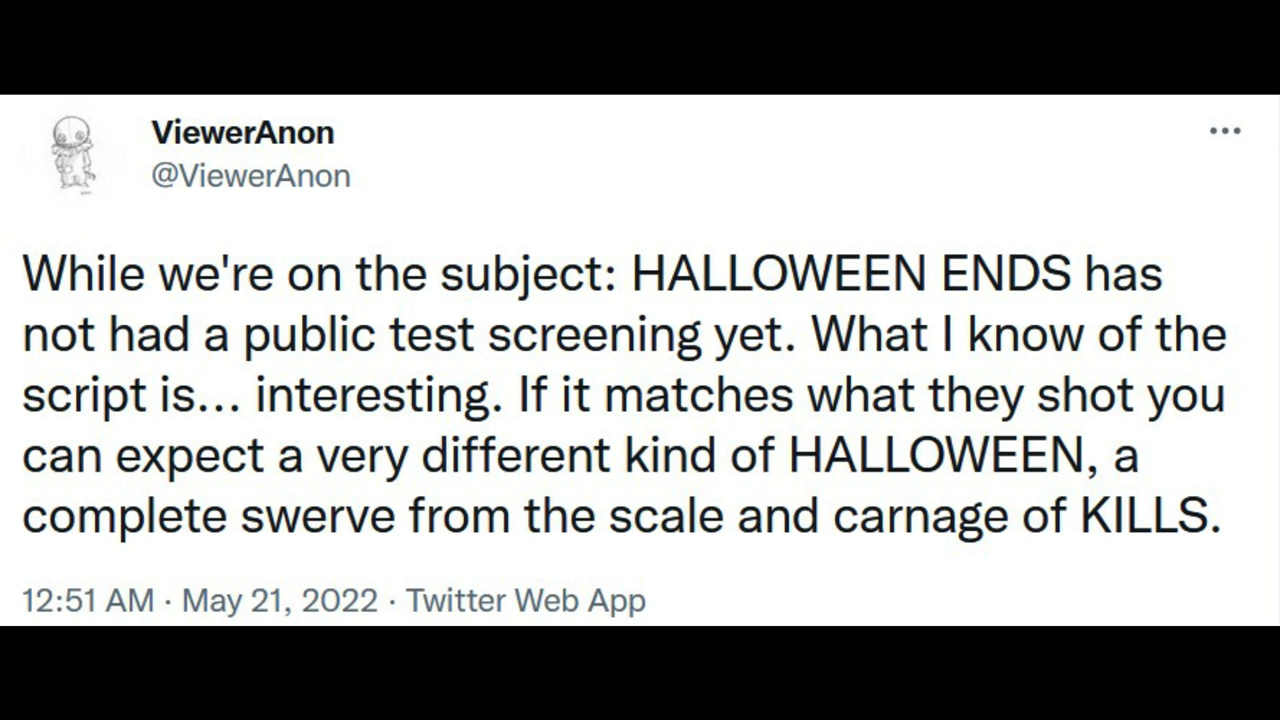 ViewerAnon
@ViewerAnon
While we're on the subject: HALLOWEEN ENDS has
not had a public test screening yet. What I know of the
script is... interesting. If it matches what they shot you
can expect a very different kind of HALLOWEEN, a
complete swerve from the scale and carnage of KILLS.
12:51 AM · May 21, 2022 · Twitter Web App